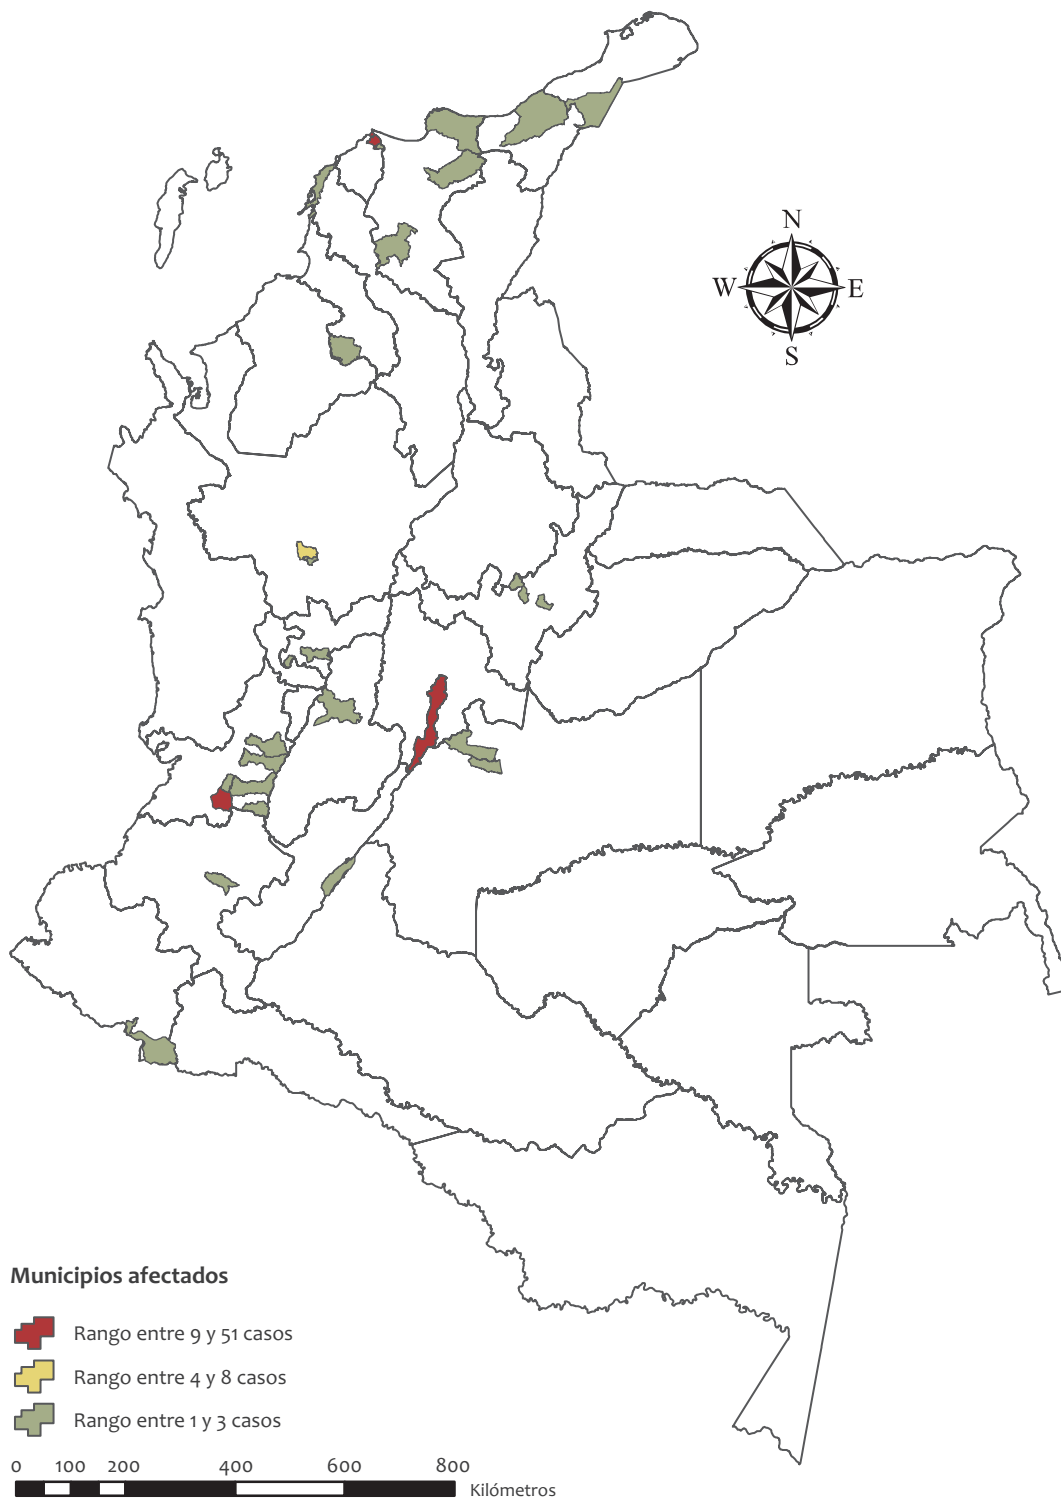 N
W E
S
Municipios afectados
Rango entre 9 y 51 casos
Rango entre 4 y 8 casos
Rango entre 1 y 3 casos
0 100 200 400 600 800
Kilómetros